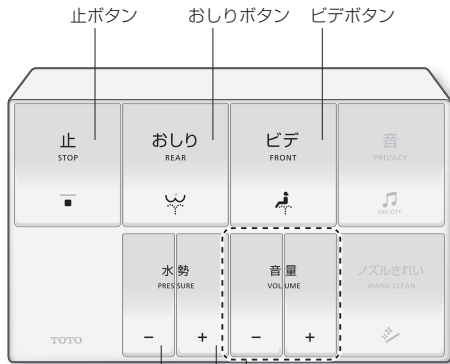 止ボタン おしりボタン ビデボタン
止 おしり ビデ 音
STOP REAR FRONT PRIVACY
ON/OFF
水勢 音量 ノズルきれい
PRESSURE VOLUME WAND CLEAN
− + − +
TOTO